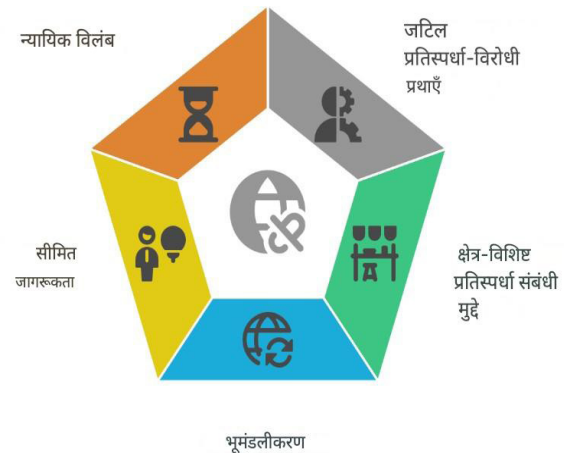 न्यायिक विलंब
जटिल
प्रतिस्पर्धा-विरोधी
प्रथाएँ
सीमित
जागरूकता
क्षेत्र-विशिष्ट
प्रतिस्पर्धा संबंधी
मुद्दे
भूमंडलीकरण